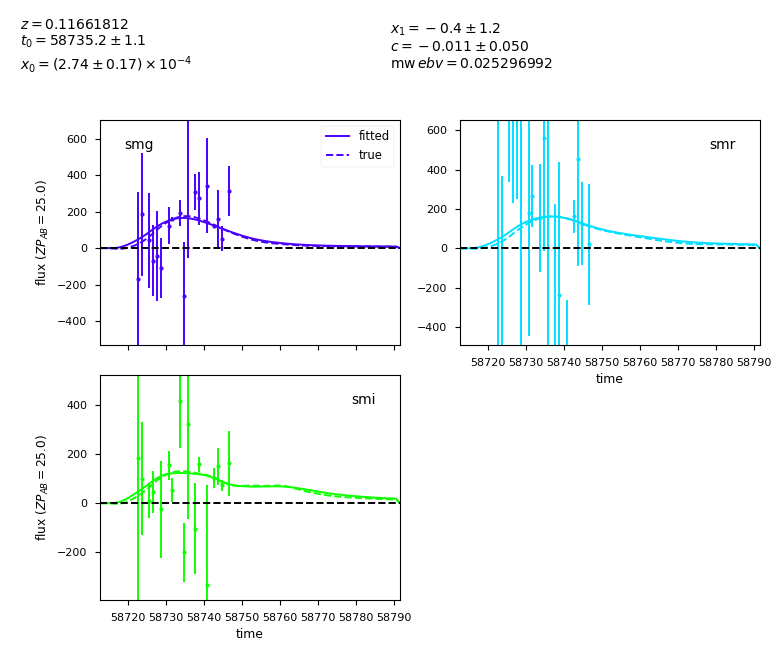 z = 0.11661812
t₀ = 58735.2 ± 1.1
x₀ = (2.74 ± 0.17) × 10⁻⁴
x₁ = −0.4 ± 1.2
c = −0.011 ± 0.050
mw ebv = 0.025296992
smg
fitted
true
600
400
200
0
−200
−400
flux (ZP_AB = 25.0)
smr
600
400
200
0
−200
−400
58720 58730 58740 58750 58760 58770 58780 58790
time
smi
400
200
0
−200
flux (ZP_AB = 25.0)
58720 58730 58740 58750 58760 58770 58780 58790
time